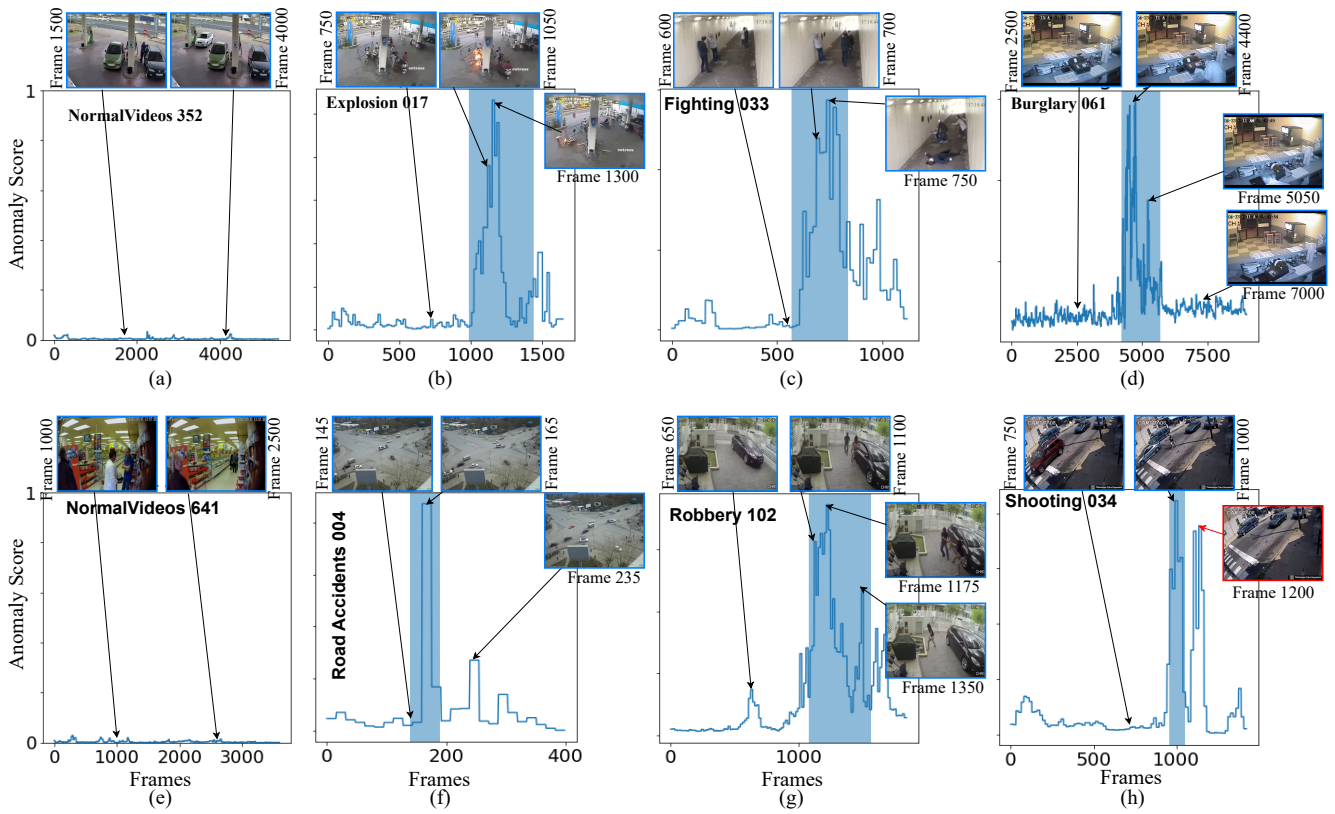 Frame 1500
Frame 4000
Frame 750
Frame 1050
Frame 600
Frame 700
Frame 2500
Frame 4400
1
NormalVideos 352
Explosion 017
Fighting 033
Burglary 061
Frame 1300
Frame 750
Frame 5050
Frame 7000
Anomaly Score
0
0 2000 4000
0 500 1000 1500
0 500 1000
0 2500 5000 7500
(a)
(b)
(c)
(d)
Frame 1000
Frame 2500
Frame 145
Frame 165
Frame 650
Frame 1100
Frame 750
Frame 1000
1
NormalVideos 641
Road Accidents 004
Robbery 102
Shooting 034
Frame 235
Frame 1175
Frame 1350
Frame 1200
Anomaly Score
0
0 1000 2000 3000
0 200 400
0 1000
0 1000
Frames
Frames
Frames
Frames
(e)
(f)
(g)
(h)